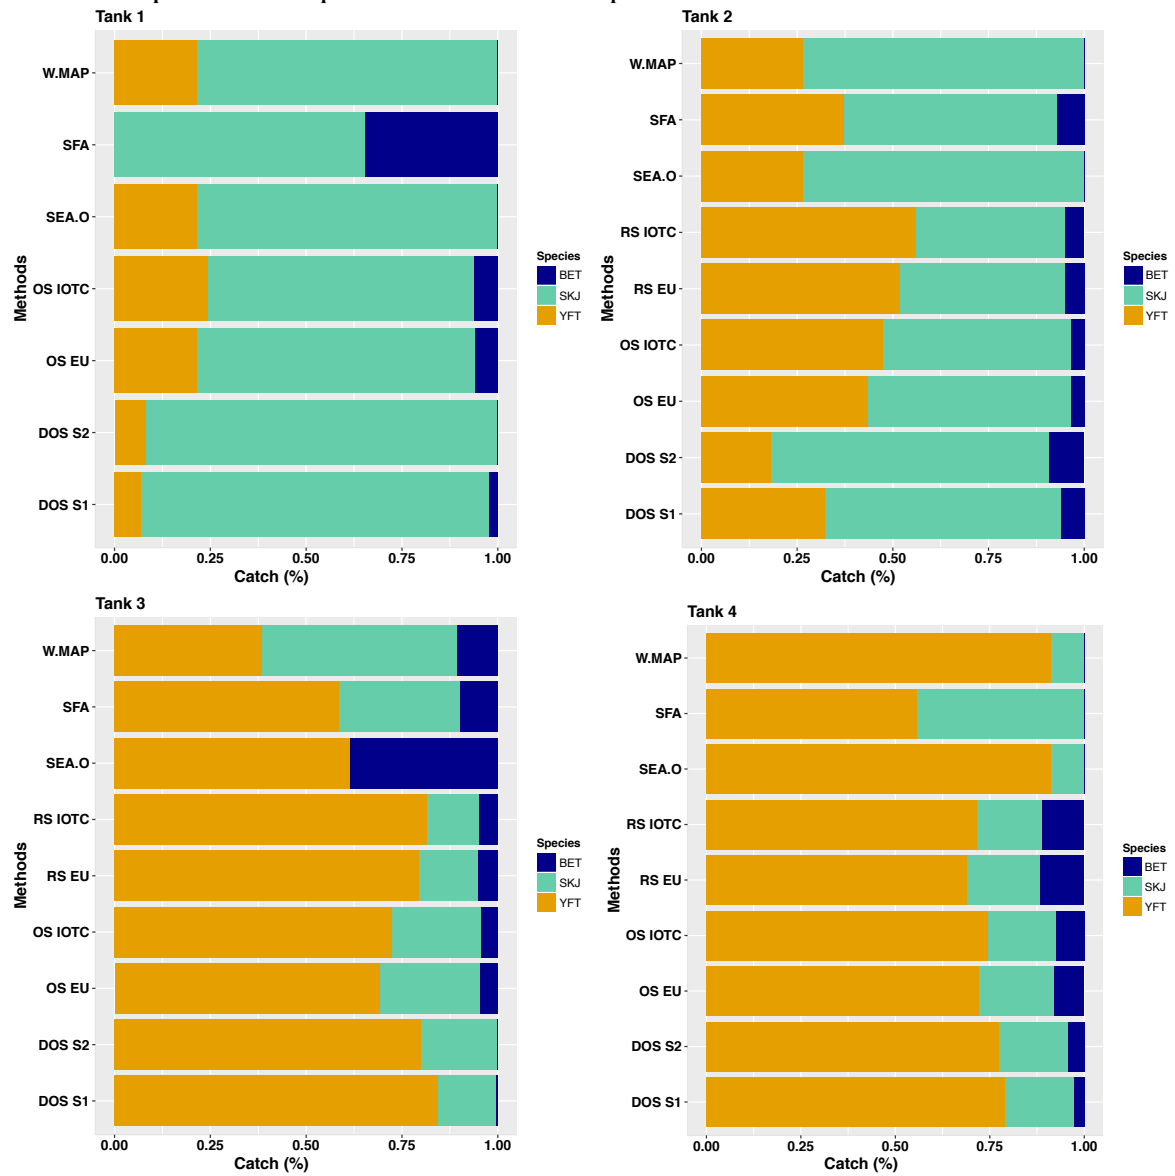 Tank 1
W.MAP
SFA
SEA.O
OS IOTC
OS EU
DOS S2
DOS S1
Methods
0.00 0.25 0.50 0.75 1.00
Catch (%)
Species
BET
SKJ
YFT
Tank 2
W.MAP
SFA
SEA.O
RS IOTC
RS EU
OS IOTC
OS EU
DOS S2
DOS S1
Methods
0.00 0.25 0.50 0.75 1.00
Catch (%)
Species
BET
SKJ
YFT
Tank 3
W.MAP
SFA
SEA.O
RS IOTC
RS EU
OS IOTC
OS EU
DOS S2
DOS S1
Methods
0.00 0.25 0.50 0.75 1.00
Catch (%)
Species
BET
SKJ
YFT
Tank 4
W.MAP
SFA
SEA.O
RS IOTC
RS EU
OS IOTC
OS EU
DOS S2
DOS S1
Methods
0.00 0.25 0.50 0.75 1.00
Catch (%)
Species
BET
SKJ
YFT